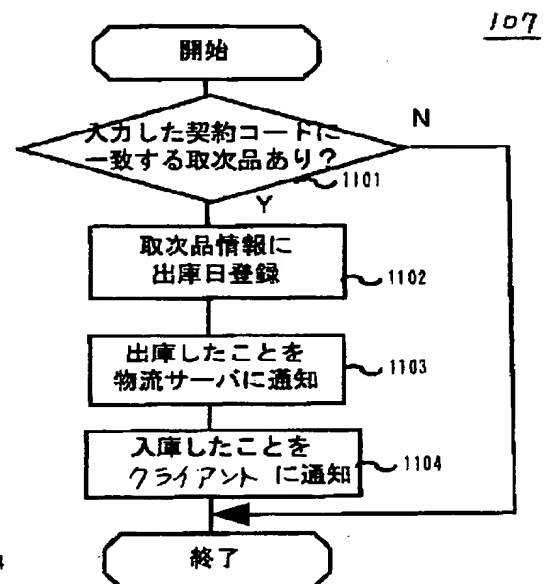 107
開始
入力した契約コードに
一致する取次品あり?
N
1101
Y
取次品情報に
出庫日登録
1102
出庫したことを
物流サーバに通知
1103
入庫したことを
クライアントに通知
1104
終了